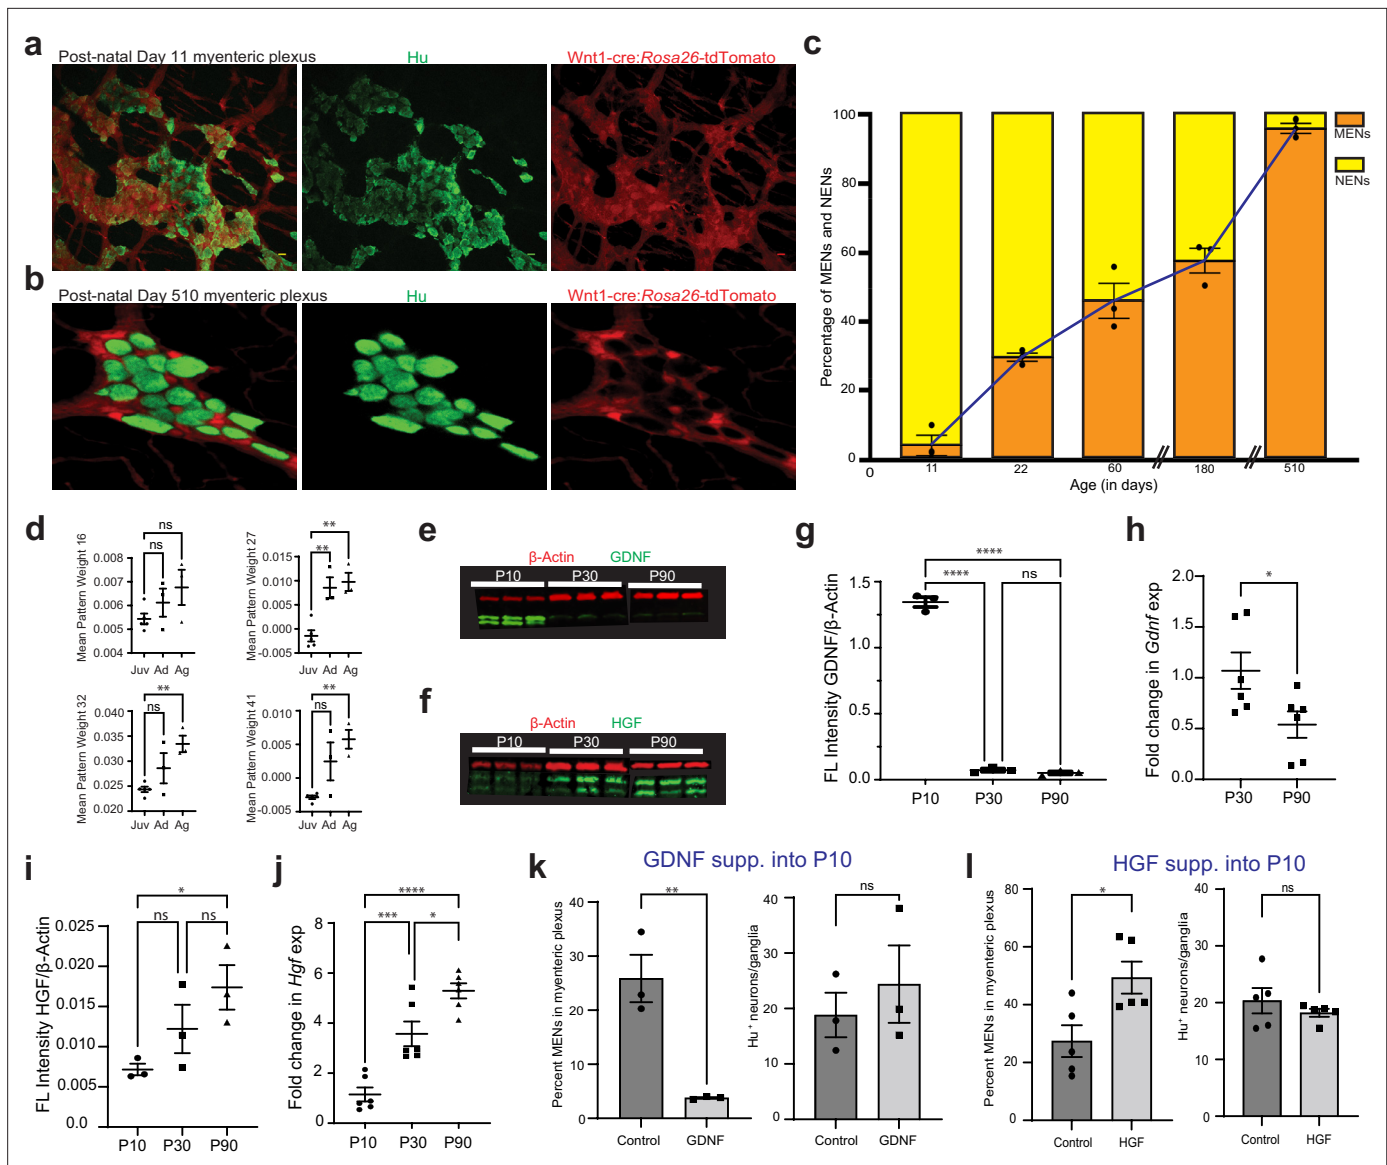 a
Post-natal Day 11 myenteric plexus
Hu
Wnt1-cre:Rosa26-tdTomato
b
Post-natal Day 510 myenteric plexus
Hu
Wnt1-cre:Rosa26-tdTomato
c
Percentage of MENs and NENs
100
80
60
40
20
0
0
11
22
60
180
510
Age (in days)
MENs
NENs
d
Mean Pattern Weight 16
0.008
0.007
0.006
0.005
0.004
ns
ns
Juv Ad Ag
Mean Pattern Weight 27
0.015
0.010
0.005
0.000
-0.005
**
**
Juv Ad Ag
Mean Pattern Weight 32
0.040
0.035
0.030
0.025
0.020
**
ns
Juv Ad Ag
Mean Pattern Weight 41
0.010
0.005
0.000
-0.005
**
ns
Juv Ad Ag
e
β-Actin GDNF
P10 P30 P90
f
β-Actin HGF
P10 P30 P90
g
FL Intensity GDNF/β-Actin
1.5
1.0
0.5
0.0
****
****
ns
P10 P30 P90
h
Fold change in Gdnf exp
2.0
1.5
1.0
0.5
0.0
*
P30 P90
i
FL Intensity HGF/β-Actin
0.025
0.020
0.015
0.010
0.005
0.0
*
ns
ns
P10 P30 P90
j
Fold change in Hgf exp
8
6
4
2
0
****
***
*
P10 P30 P90
k
GDNF supp. into P10
Percent MENs in myenteric plexus
50
40
30
20
10
0
**
Control GDNF
Hu+ neurons/ganglia
40
30
20
10
0
ns
Control GDNF
l
HGF supp. into P10
Percent MENs in myenteric plexus
80
60
40
20
0
*
Control HGF
Hu+ neurons/ganglia
40
30
20
10
0
ns
Control HGF